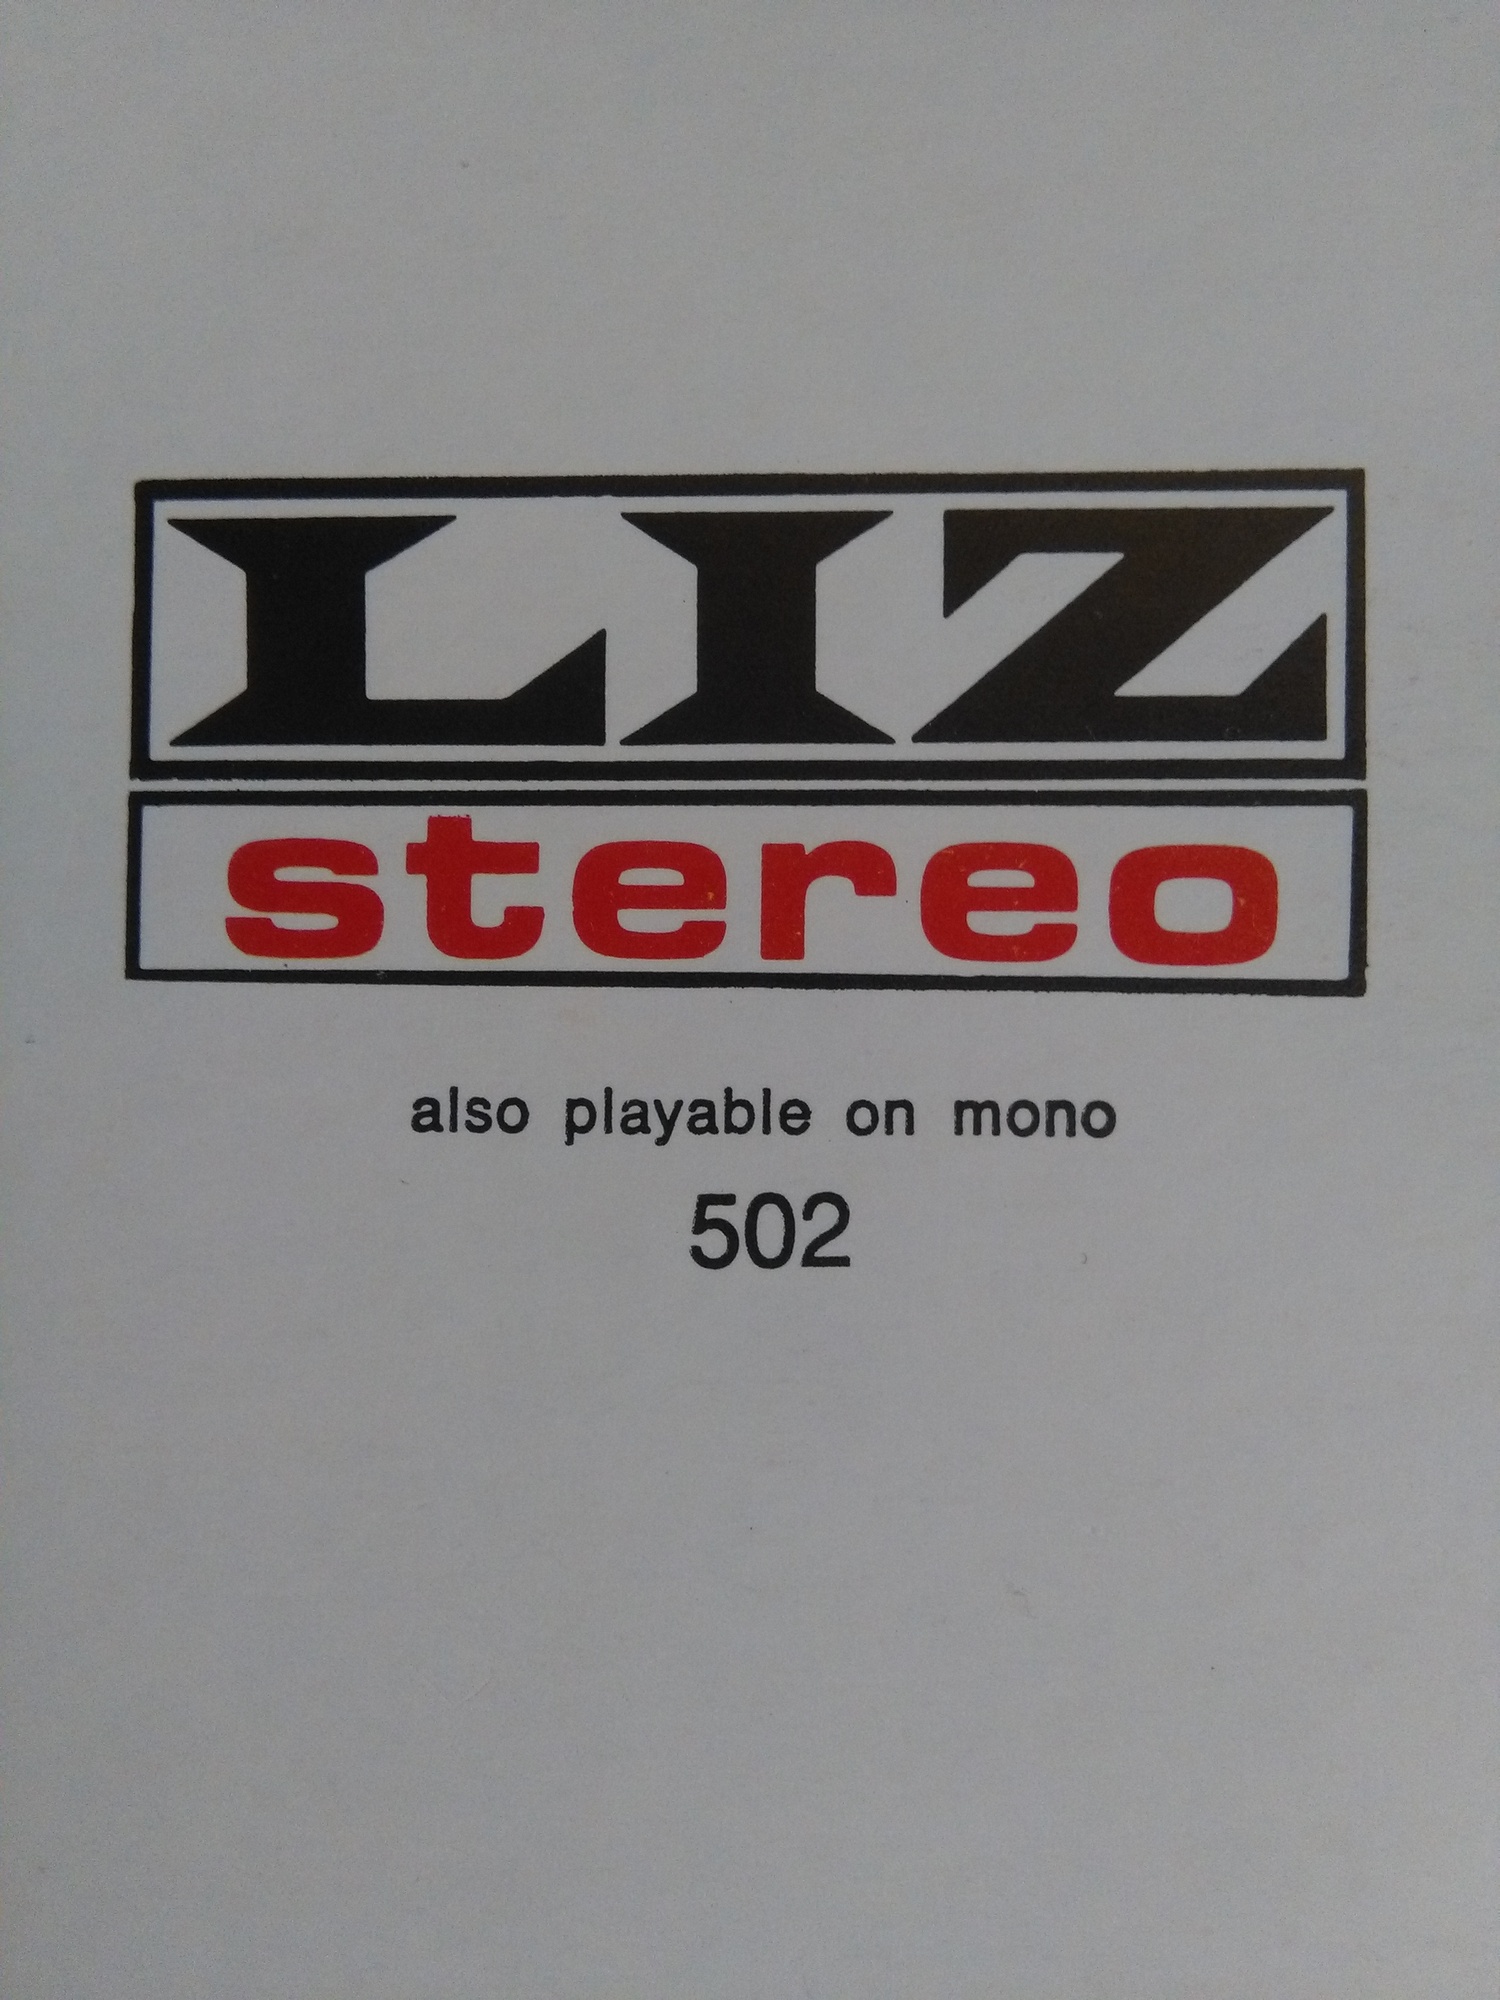 LIZ
stereo
also playable on mono
502